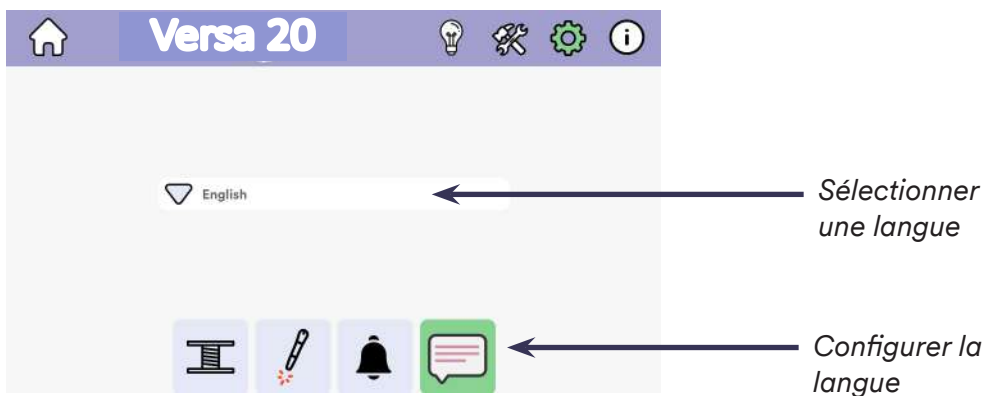 Versa 20
English
Sélectionner
une langue
Configurer la
langue